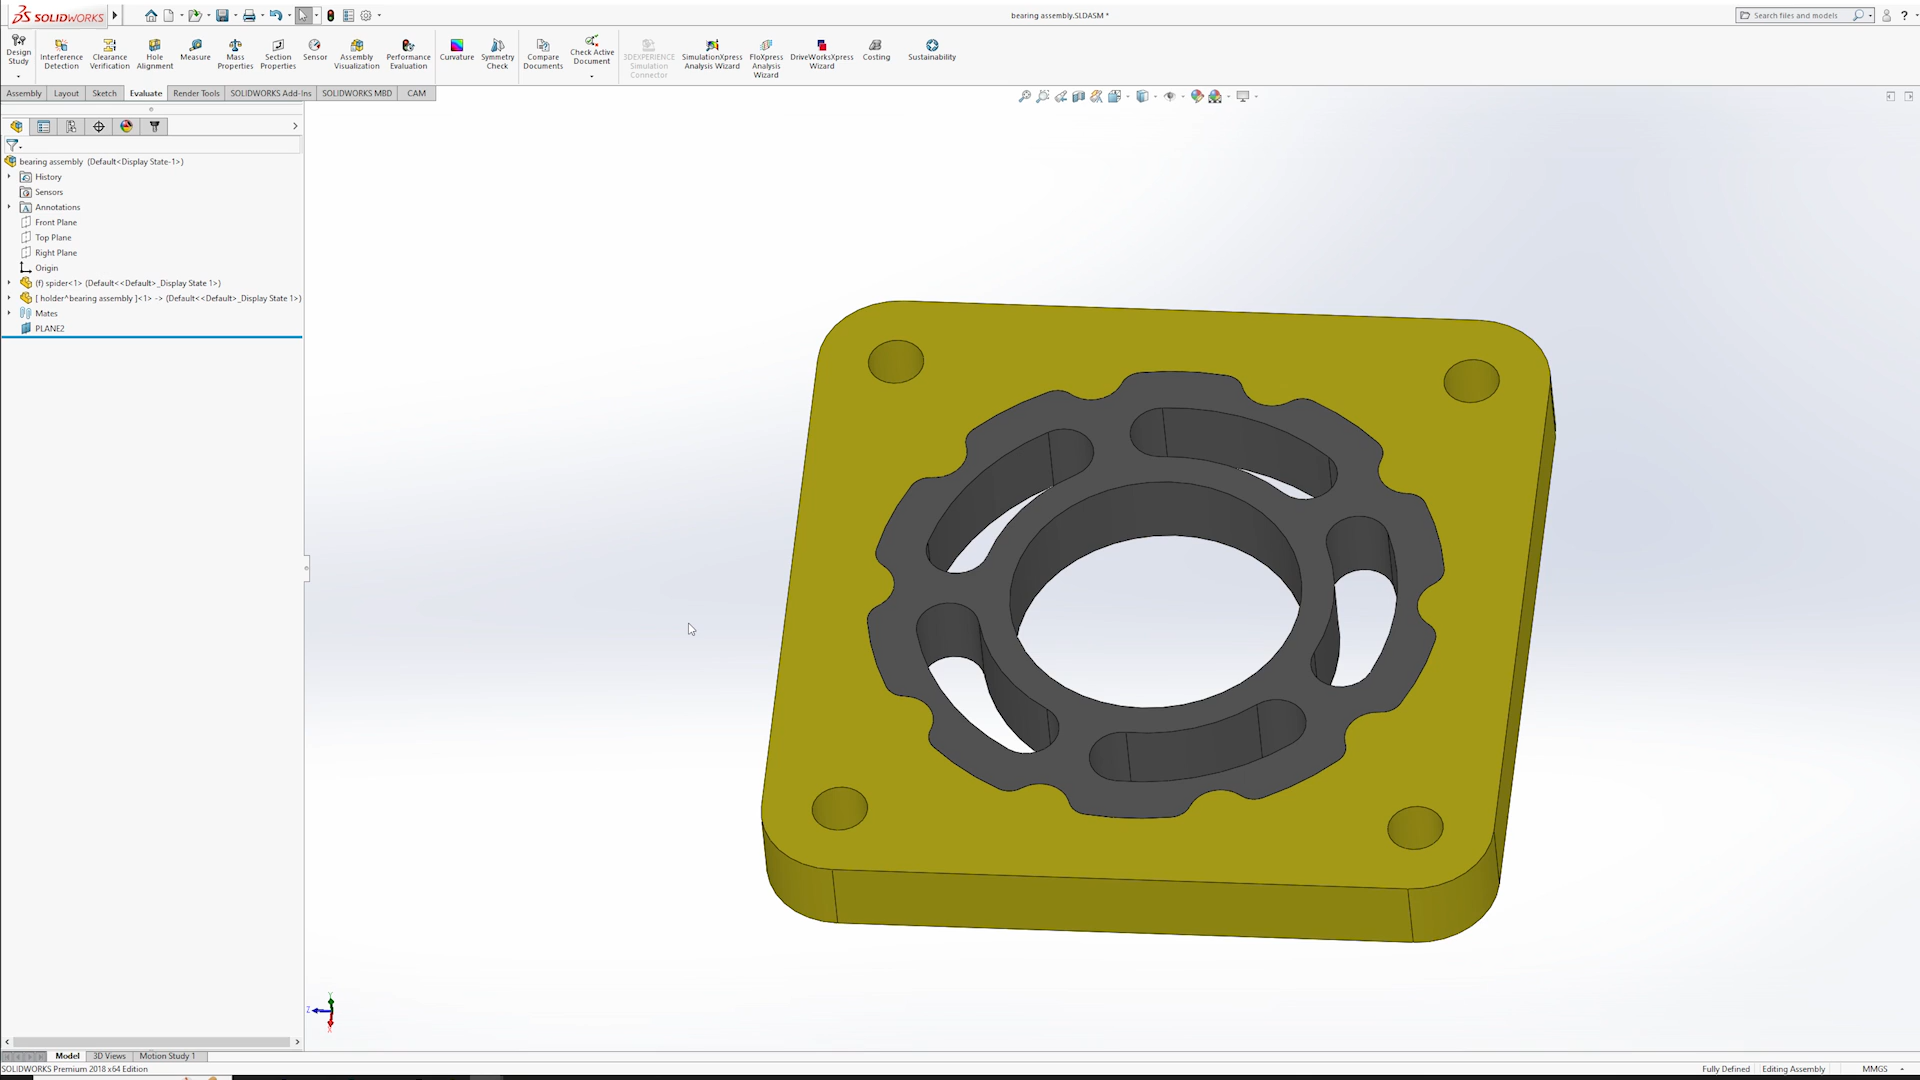 SOLIDWORKS
bearing assembly.SLDASM *
Search files and models
?
Design Study
Interference Detection
Clearance Verification
Hole Alignment
Measure
Mass Properties
Section Properties
Sensor
Assembly Visualization
Performance Evaluation
Curvature
Symmetry Check
Compare Documents
Check Active Document
3DEXPERIENCE Simulation Connector
SimulationXpress Analysis Wizard
FloXpress Analysis Wizard
DriveWorksXpress Wizard
Costing
Sustainability
Assembly Layout Sketch Evaluate Render Tools SOLIDWORKS Add-Ins SOLIDWORKS MBD CAM
bearing assembly (Default<Display State-1>)
History
Sensors
Annotations
Front Plane
Top Plane
Right Plane
Origin
(f) spider<1> (Default<<Default>_Display State 1>)
[ holder^bearing assembly ]<1> -> (Default<<Default>_Display State 1>)
Mates
PLANE2
Y
Z
X
Model 3D Views Motion Study 1
SOLIDWORKS Premium 2018 x64 Edition
Fully Defined Editing Assembly MMGS